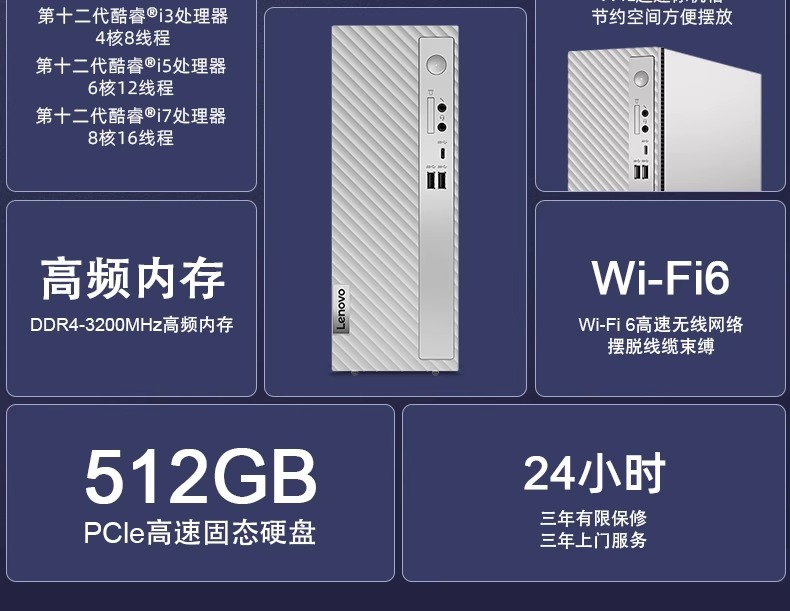 第十二代酷睿®i3处理器
4核8线程
第十二代酷睿®i5处理器
6核12线程
第十二代酷睿®i7处理器
8核16线程
节约空间方便摆放
Lenovo
高频内存
DDR4-3200MHz高频内存
Wi-Fi6
Wi-Fi 6高速无线网络
摆脱线缆束缚
512GB
PCIe高速固态硬盘
24小时
三年有限保修
三年上门服务